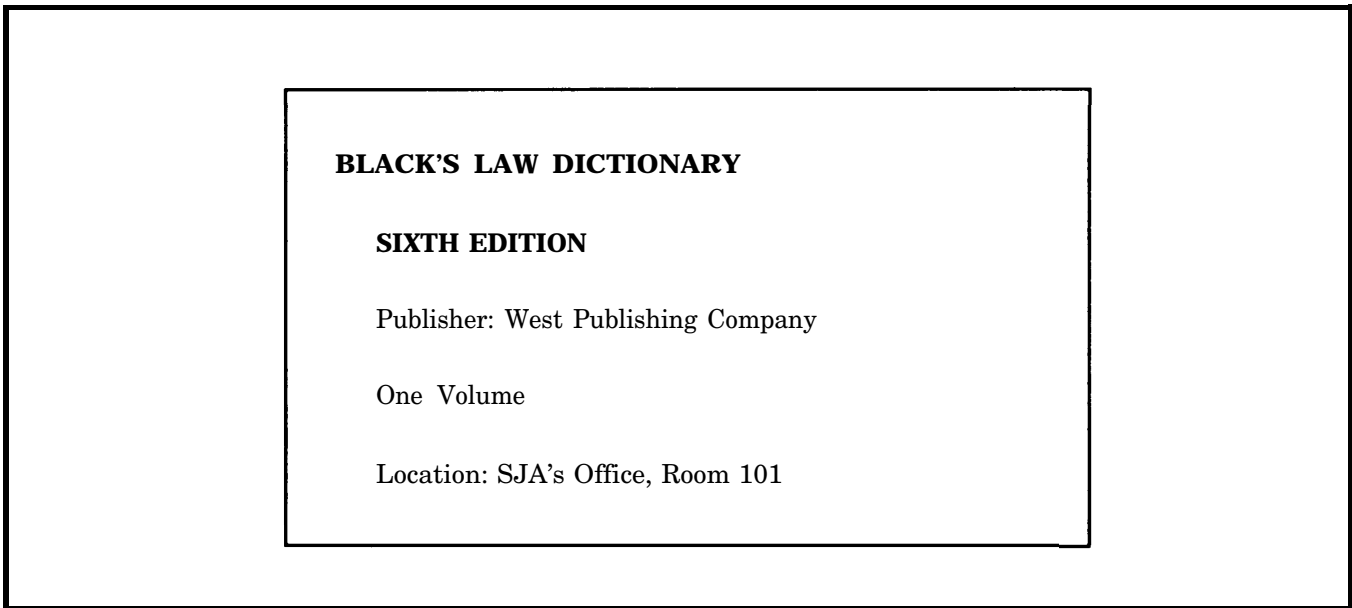 BLACK'S LAW DICTIONARY
SIXTH EDITION
Publisher: West Publishing Company
One Volume
Location: SJA's Office, Room 101